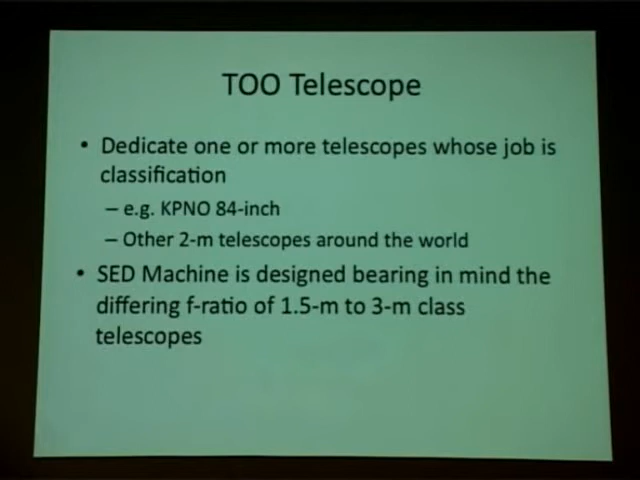 TOO Telescope
• Dedicate one or more telescopes whose job is
classification
– e.g. KPNO 84-inch
– Other 2-m telescopes around the world
• SED Machine is designed bearing in mind the
differing f-ratio of 1.5-m to 3-m class
telescopes